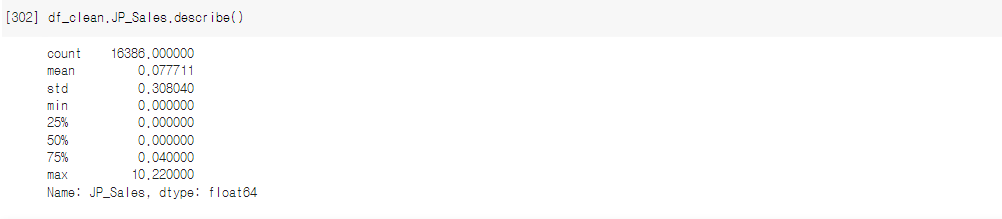 [302] df_clean.JP_Sales.describe()
count    16386.000000
mean         0.077711
std          0.308040
min          0.000000
25%          0.000000
50%          0.000000
75%          0.040000
max         10.220000
Name: JP_Sales, dtype: float64